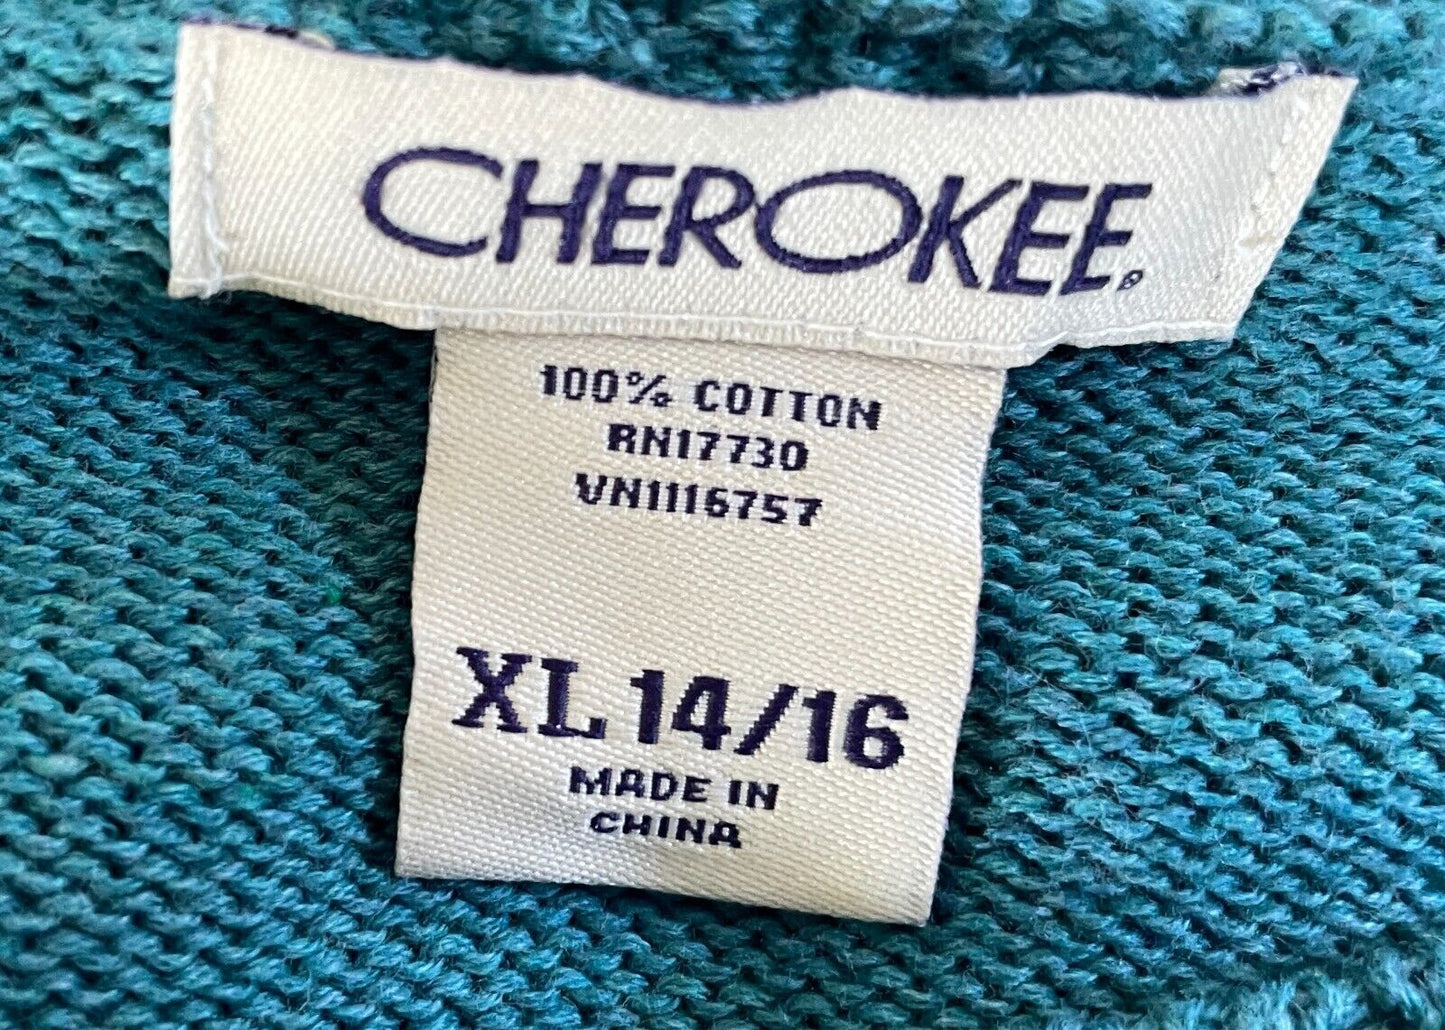 CHEROKEE®
100% COTTON
RN17730
VN1116757
XL 14/16
MADE IN
CHINA